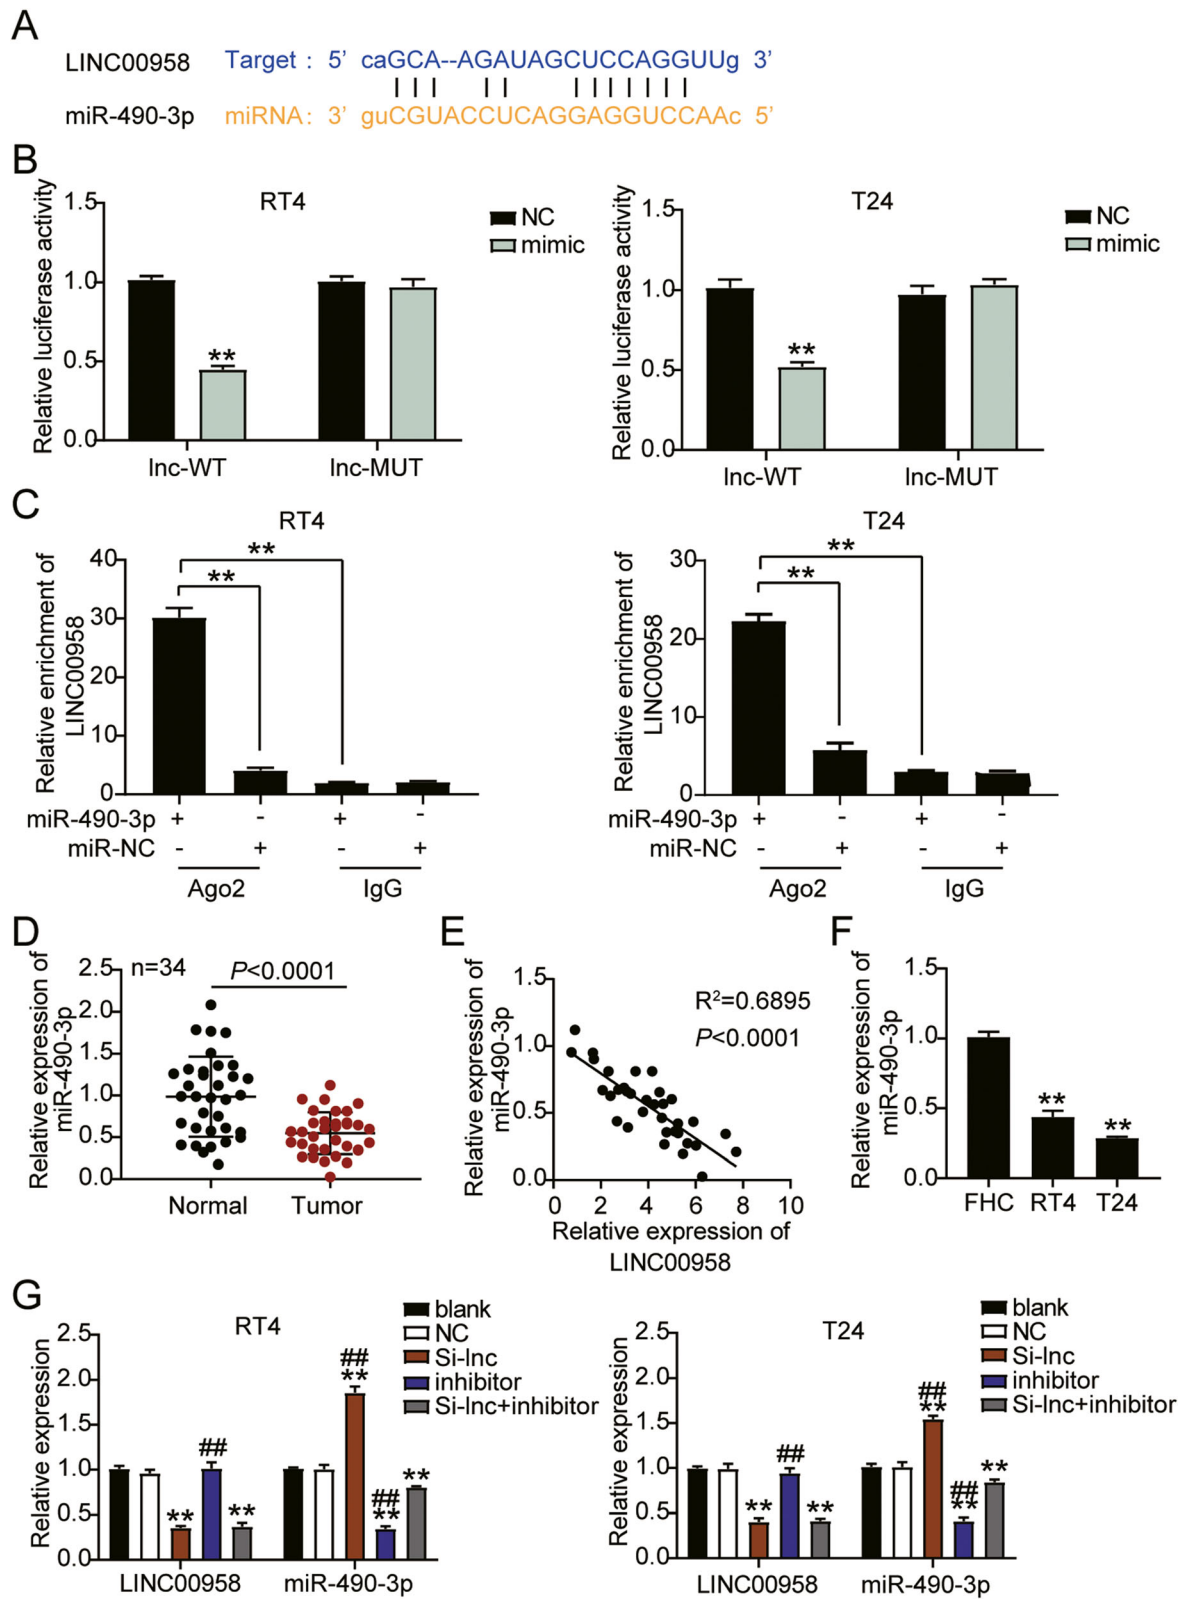 A
LINC00958 Target : 5’ caGCA--AGAUAGCUCCAGGUUg 3’
miR-490-3p miRNA : 3’ guCGUACCUCAGGAGGUCCAAc 5’
B
RT4
Relative luciferase activity
1.5
1.0
0.5
0.0
NC
mimic
**
lnc-WT lnc-MUT
T24
Relative luciferase activity
1.5
1.0
0.5
0.0
NC
mimic
**
lnc-WT lnc-MUT
C
RT4
Relative enrichment of
LINC00958
40
30
20
10
0
**
**
miR-490-3p + - + -
miR-NC - + - +
Ago2 IgG
T24
Relative enrichment of
LINC00958
30
20
10
0
**
**
miR-490-3p + - + -
miR-NC - + - +
Ago2 IgG
D
Relative expression of
miR-490-3p
2.5
2.0
1.5
1.0
0.5
0.0
n=34
P<0.0001
Normal Tumor
E
Relative expression of
miR-490-3p
1.5
1.0
0.5
0.0
R²=0.6895
P<0.0001
0 2 4 6 8 10
Relative expression of
LINC00958
F
Relative expression of
miR-490-3p
1.5
1.0
0.5
0.0
**
**
FHC RT4 T24
G
RT4
Relative expression
2.5
2.0
1.5
1.0
0.5
0.0
blank
NC
Si-lnc
inhibitor
Si-lnc+inhibitor
**
##
**
##
**
##
**
**
LINC00958 miR-490-3p
T24
Relative expression
2.5
2.0
1.5
1.0
0.5
0.0
blank
NC
Si-lnc
inhibitor
Si-lnc+inhibitor
**
##
**
##
**
##
**
**
LINC00958 miR-490-3p